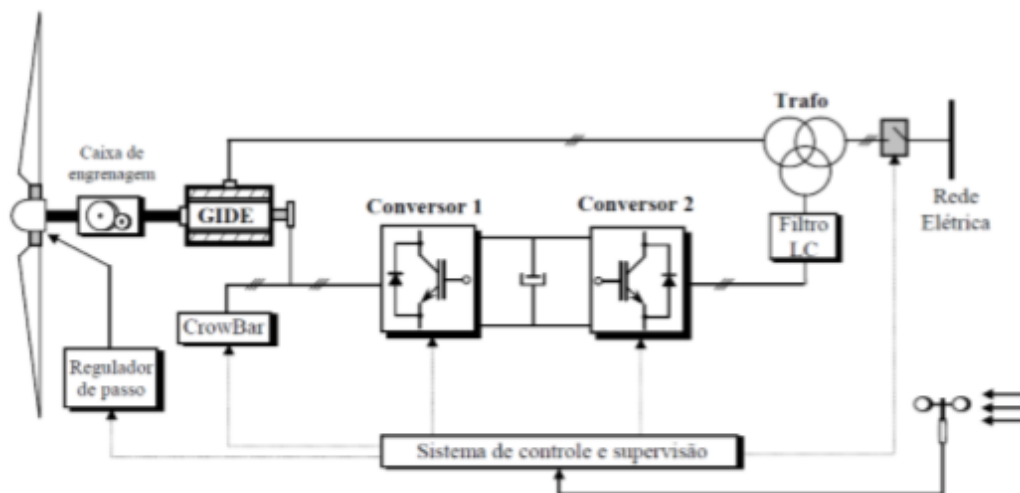 Trafo
Caixa de
engrenagem
GIDE
Conversor 1
Conversor 2
Rede
Elétrica
Filtro
LC
CrowBar
Regulador
de passo
Sistema de controle e supervisão